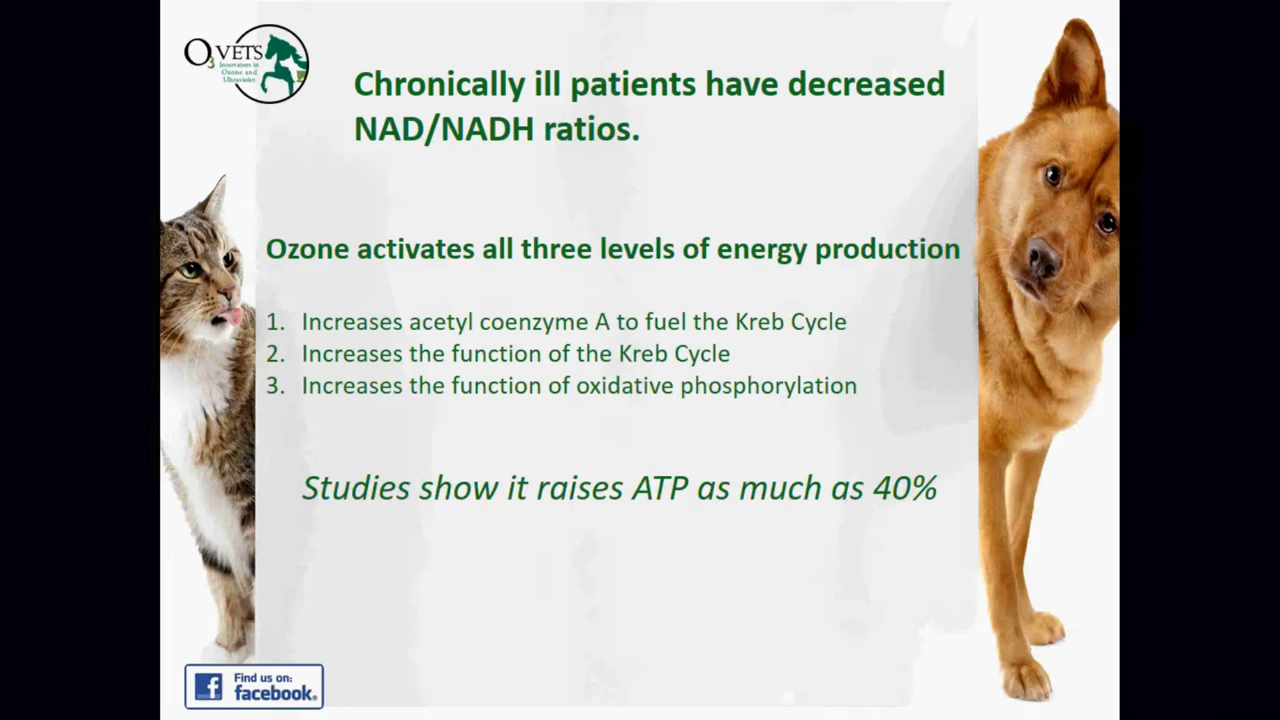 O3VETS
Innovators in
Ozone and
Ultraviolet
Chronically ill patients have decreased
NAD/NADH ratios.
Ozone activates all three levels of energy production
1. Increases acetyl coenzyme A to fuel the Kreb Cycle
2. Increases the function of the Kreb Cycle
3. Increases the function of oxidative phosphorylation
Studies show it raises ATP as much as 40%
Find us on:
facebook®